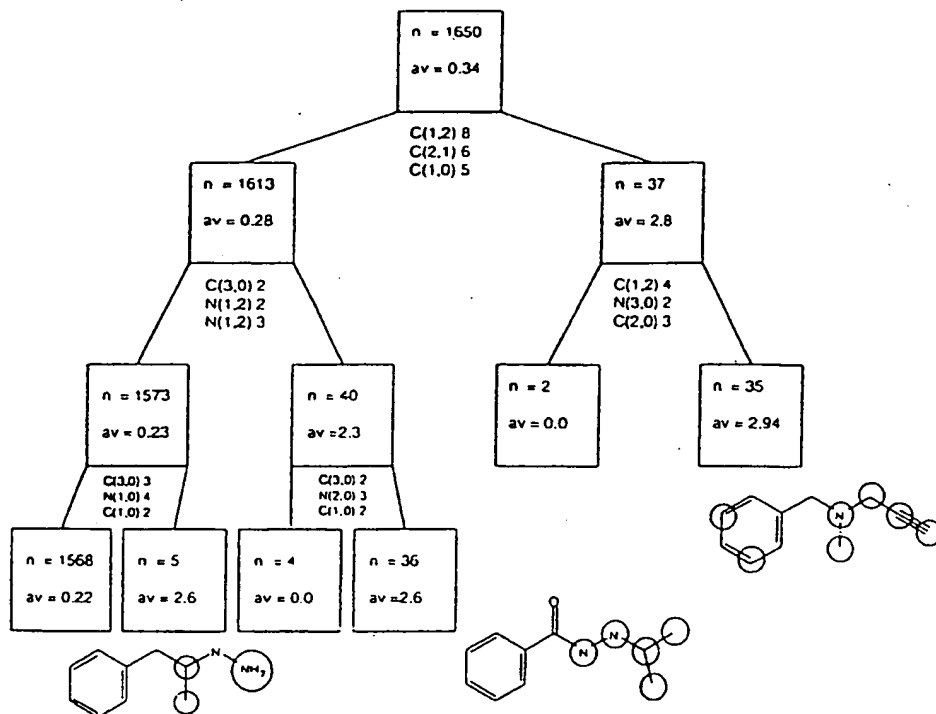 n = 1650
av = 0.34
C(1,2) 8
C(2,1) 6
C(1,0) 5
n = 1613
av = 0.28
n = 37
av = 2.8
C(3,0) 2
N(1,2) 2
N(1,2) 3
C(1,2) 4
N(3,0) 2
C(2,0) 3
n = 1573
av = 0.23
n = 40
av =2.3
n = 2
av = 0.0
n = 35
av = 2.94
C(3,0) 3
N(1,0) 4
C(1,0) 2
C(3,0) 2
N(2,0) 3
C(1,0) 2
n = 1568
av = 0.22
n = 5
av = 2.6
n = 4
av = 0.0
n = 36
av =2.6
N
O
N
N
N
NH2